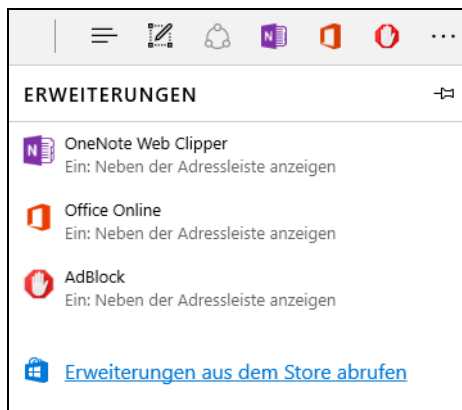 ERWEITERUNGEN
OneNote Web Clipper
Ein: Neben der Adressleiste anzeigen
Office Online
Ein: Neben der Adressleiste anzeigen
AdBlock
Ein: Neben der Adressleiste anzeigen
Erweiterungen aus dem Store abrufen